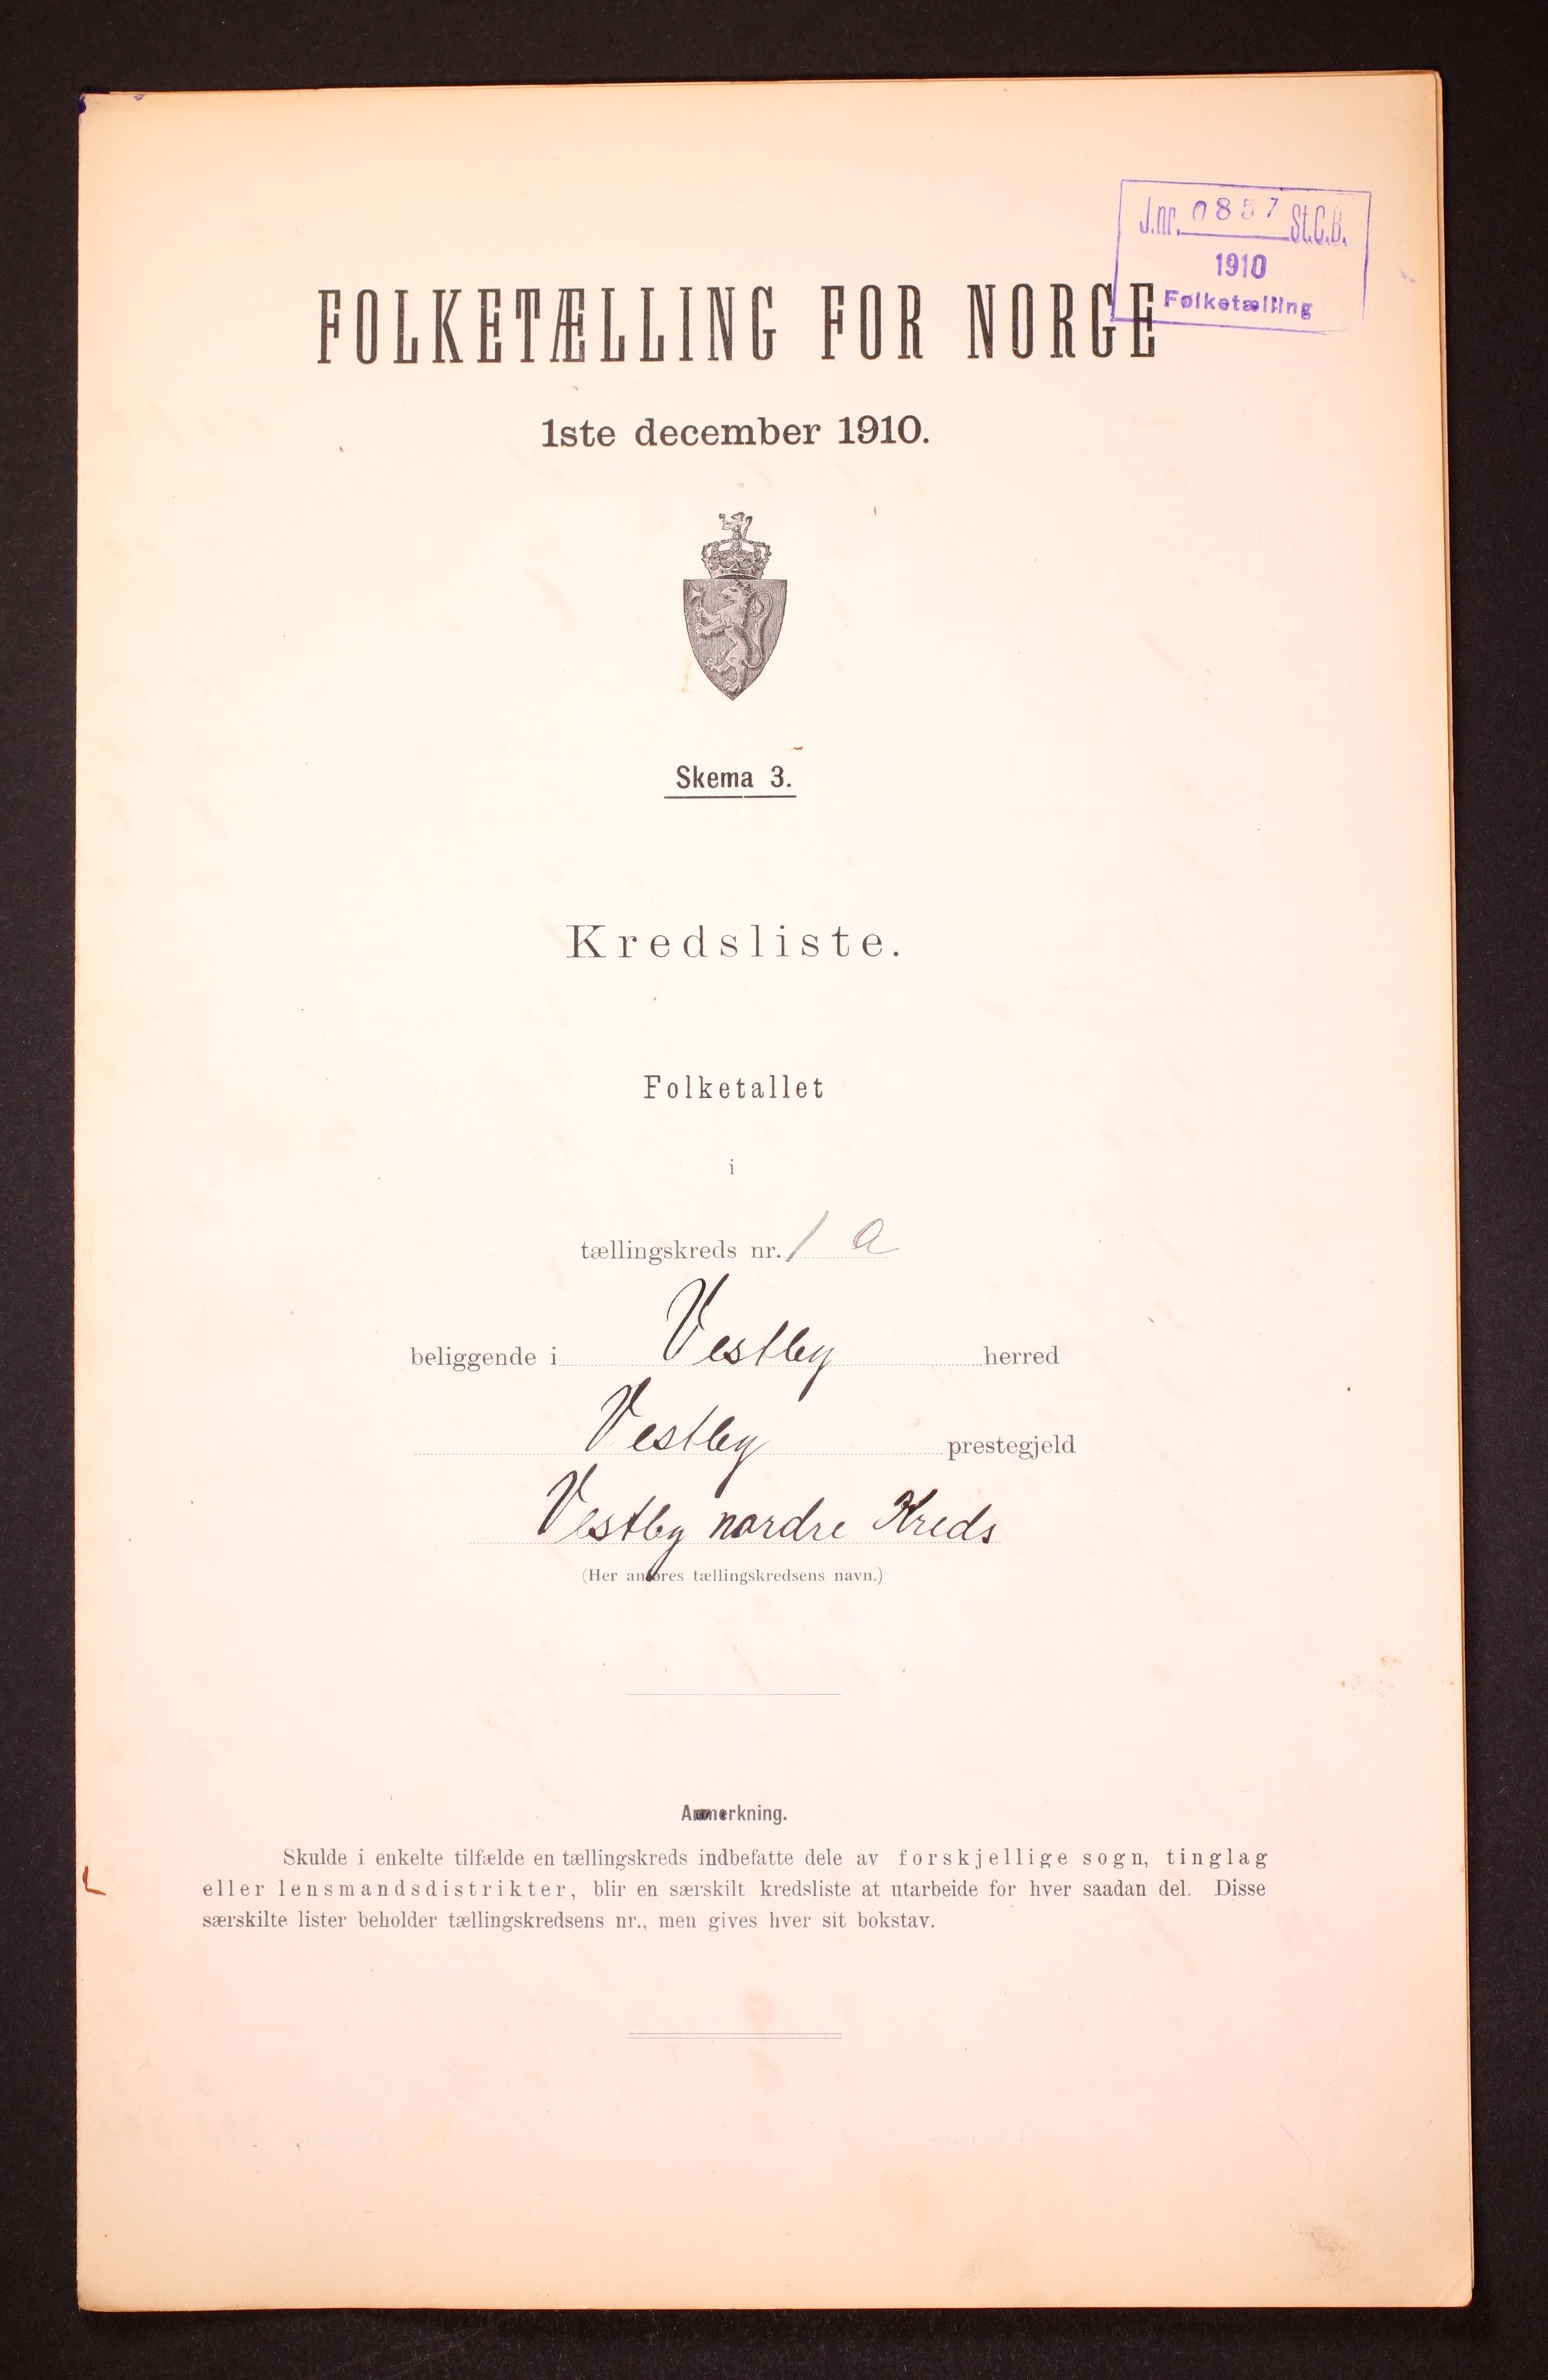 J.nr. 0857 St.C.B.
1910
Folketælling
FOLKETÆLLING FOR NORGE
1ste december 1910.
Skema 3.
Kredsliste.
Folketallet
i
tællingskreds nr. 1 a
beliggende i Vestby herred
Vestby prestegjeld
Vestby nordre Kreds
(Her anføres tællingskredsens navn.)
Anmerkning.
Skulde i enkelte tilfælde en tællingskreds indbefatte dele av forskjellige sogn, tinglag
eller lensmandsdistrikter, blir en særskilt kredsliste at utarbeide for hver saadan del. Disse
særskilte lister beholder tællingskredsens nr., men gives hver sit bokstav.